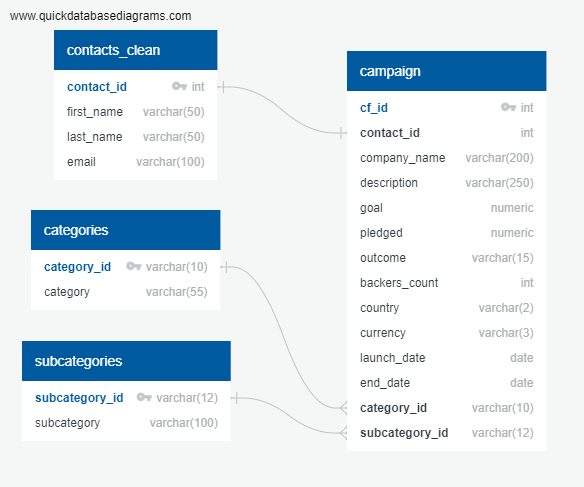 www.quickdatabasediagrams.com
contacts_clean
contact_id int
first_name varchar(50)
last_name varchar(50)
email varchar(100)
categories
category_id varchar(10)
category varchar(55)
subcategories
subcategory_id varchar(12)
subcategory varchar(100)
campaign
cf_id int
contact_id int
company_name varchar(200)
description varchar(250)
goal numeric
pledged numeric
outcome varchar(15)
backers_count int
country varchar(2)
currency varchar(3)
launch_date date
end_date date
category_id varchar(10)
subcategory_id varchar(12)